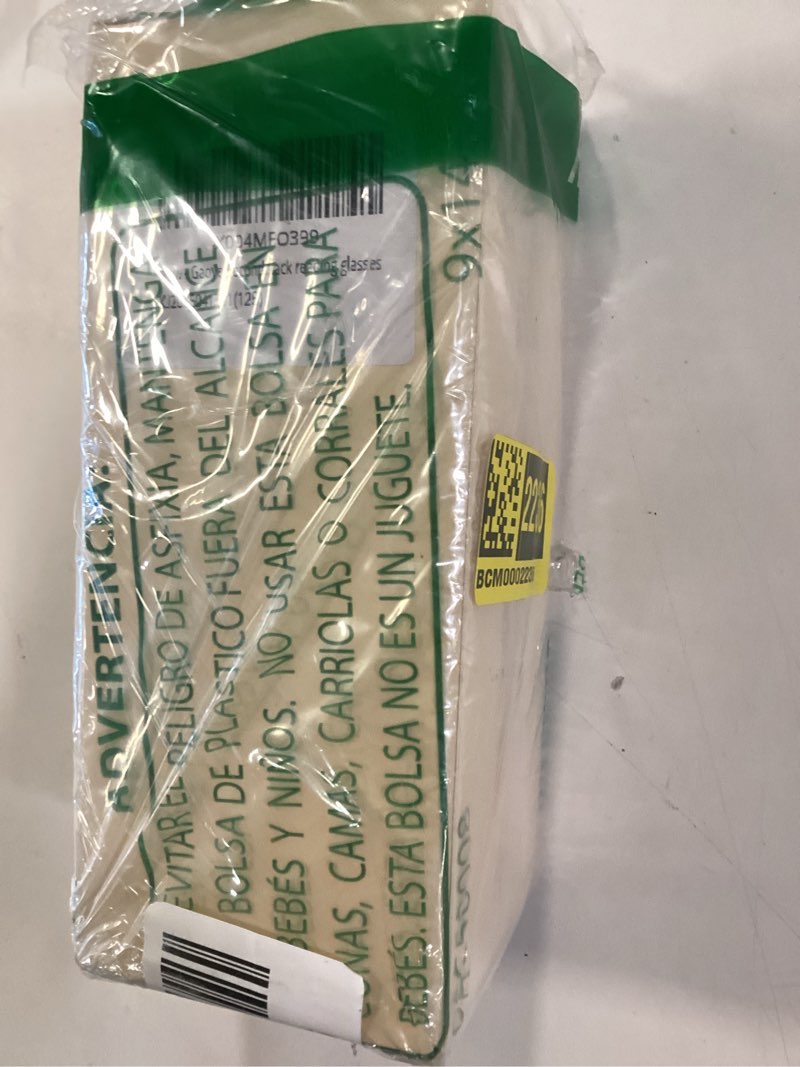 ADVERTENCIA:
EVITAR EL PELIGRO DE ASFIXIA, MANTENGA
BOLSA DE PLASTICO FUERA DEL ALCANCE
BEBÉS Y NIÑOS. NO USAR ESTA BOLSA EN
CUNAS, CAMAS, CARRIOLAS O CORRALES PARA
BEBÉS. ESTA BOLSA NO ES UN JUGUETE.
004MFO399
reading glasses
9x14
BCM000223